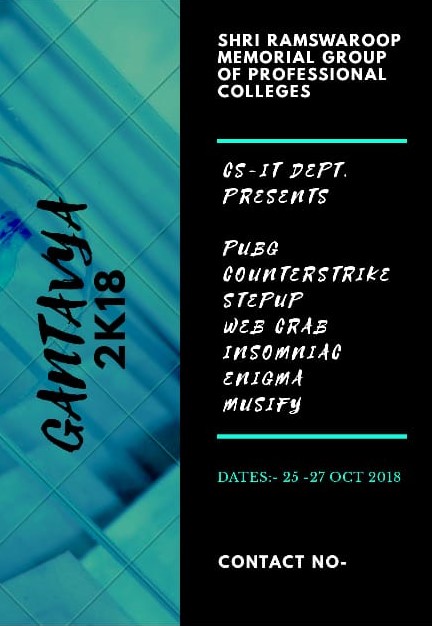 GANTAVYA
2K18
SHRI RAMSWAROOP
MEMORIAL GROUP
OF PROFESSIONAL
COLLEGES
CS-IT DEPT.
PRESENTS
PUBG
COUNTERSTRIKE
STEPUP
WEB CRAB
INSOMNIAC
ENIGMA
MUSIFY
DATES:- 25 -27 OCT 2018
CONTACT NO-